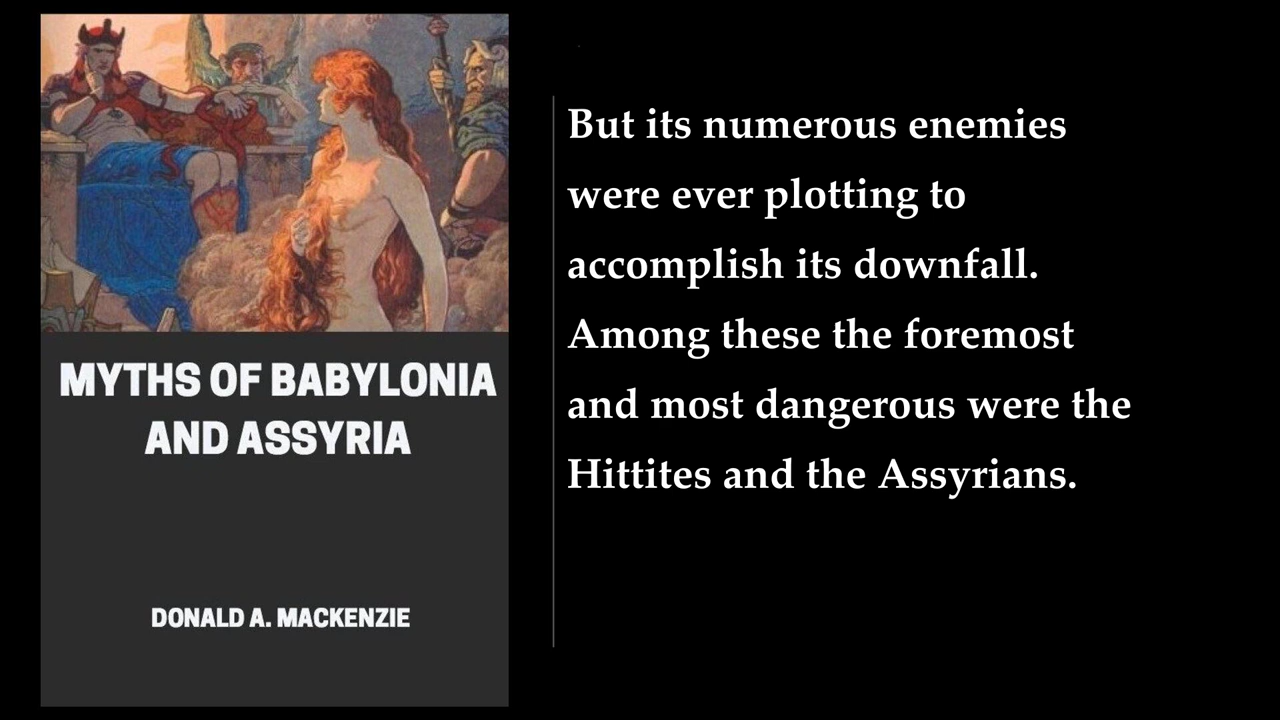 MYTHS OF BABYLONIA
AND ASSYRIA
DONALD A. MACKENZIE
But its numerous enemies
were ever plotting to
accomplish its downfall.
Among these the foremost
and most dangerous were the
Hittites and the Assyrians.